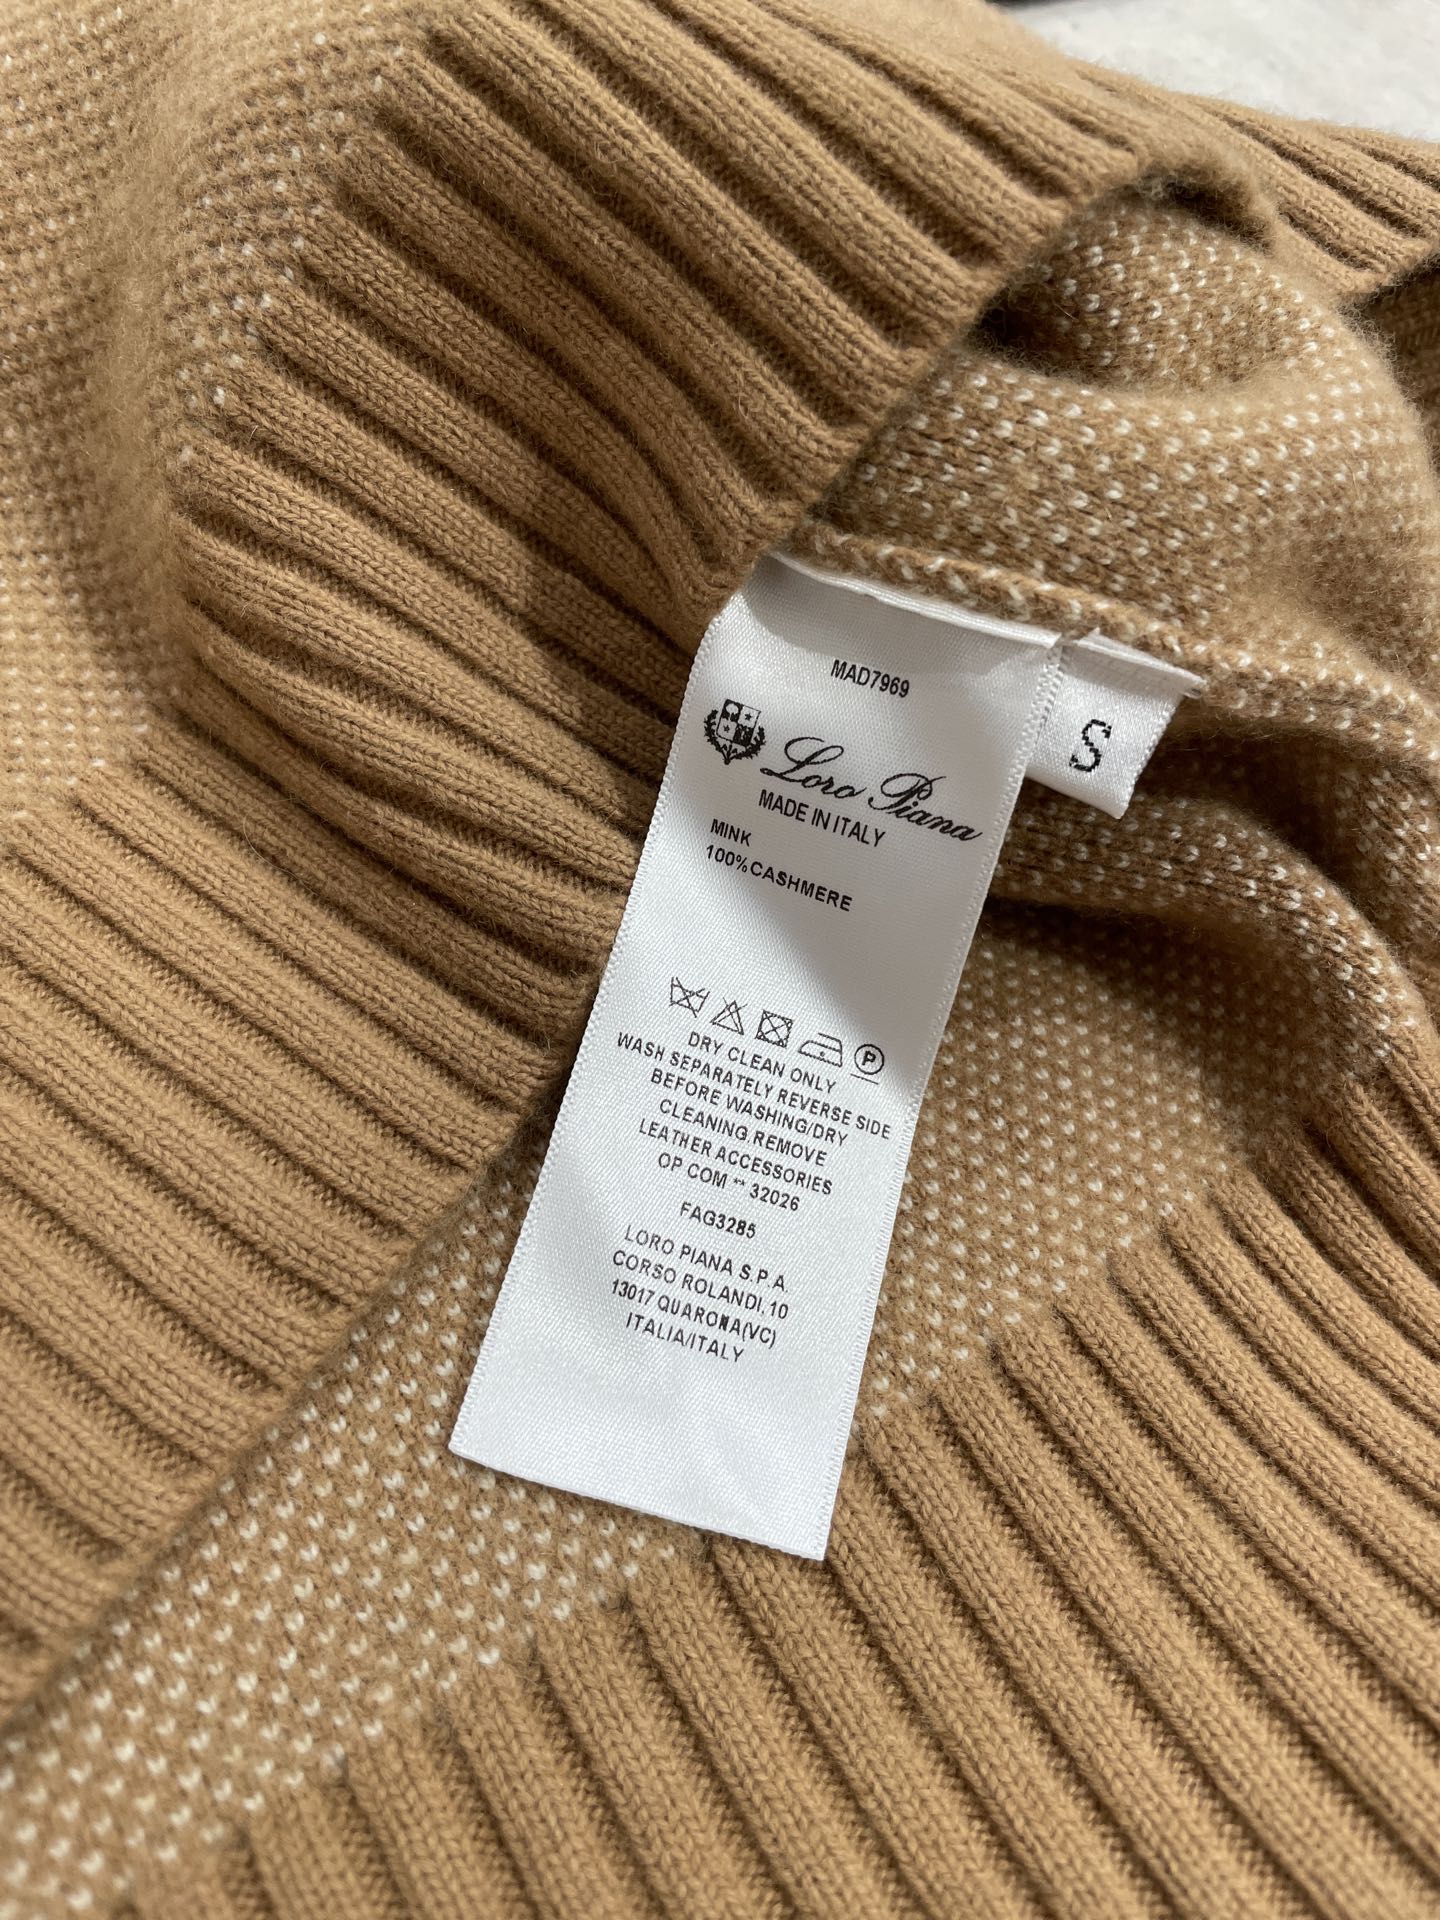 MAD7969
Loro Piana
MADE IN ITALY
MINK
100%CASHMERE
P
DRY CLEAN ONLY
WASH SEPARATELY REVERSE SIDE
BEFORE WASHING/DRY
CLEANING REMOVE
LEATHER ACCESSORIES
OP COM ** 32026
FAG3285
LORO PIANA S.P.A.
CORSO ROLANDI, 10
13017 QUARONA(VC)
ITALIA/ITALY
S